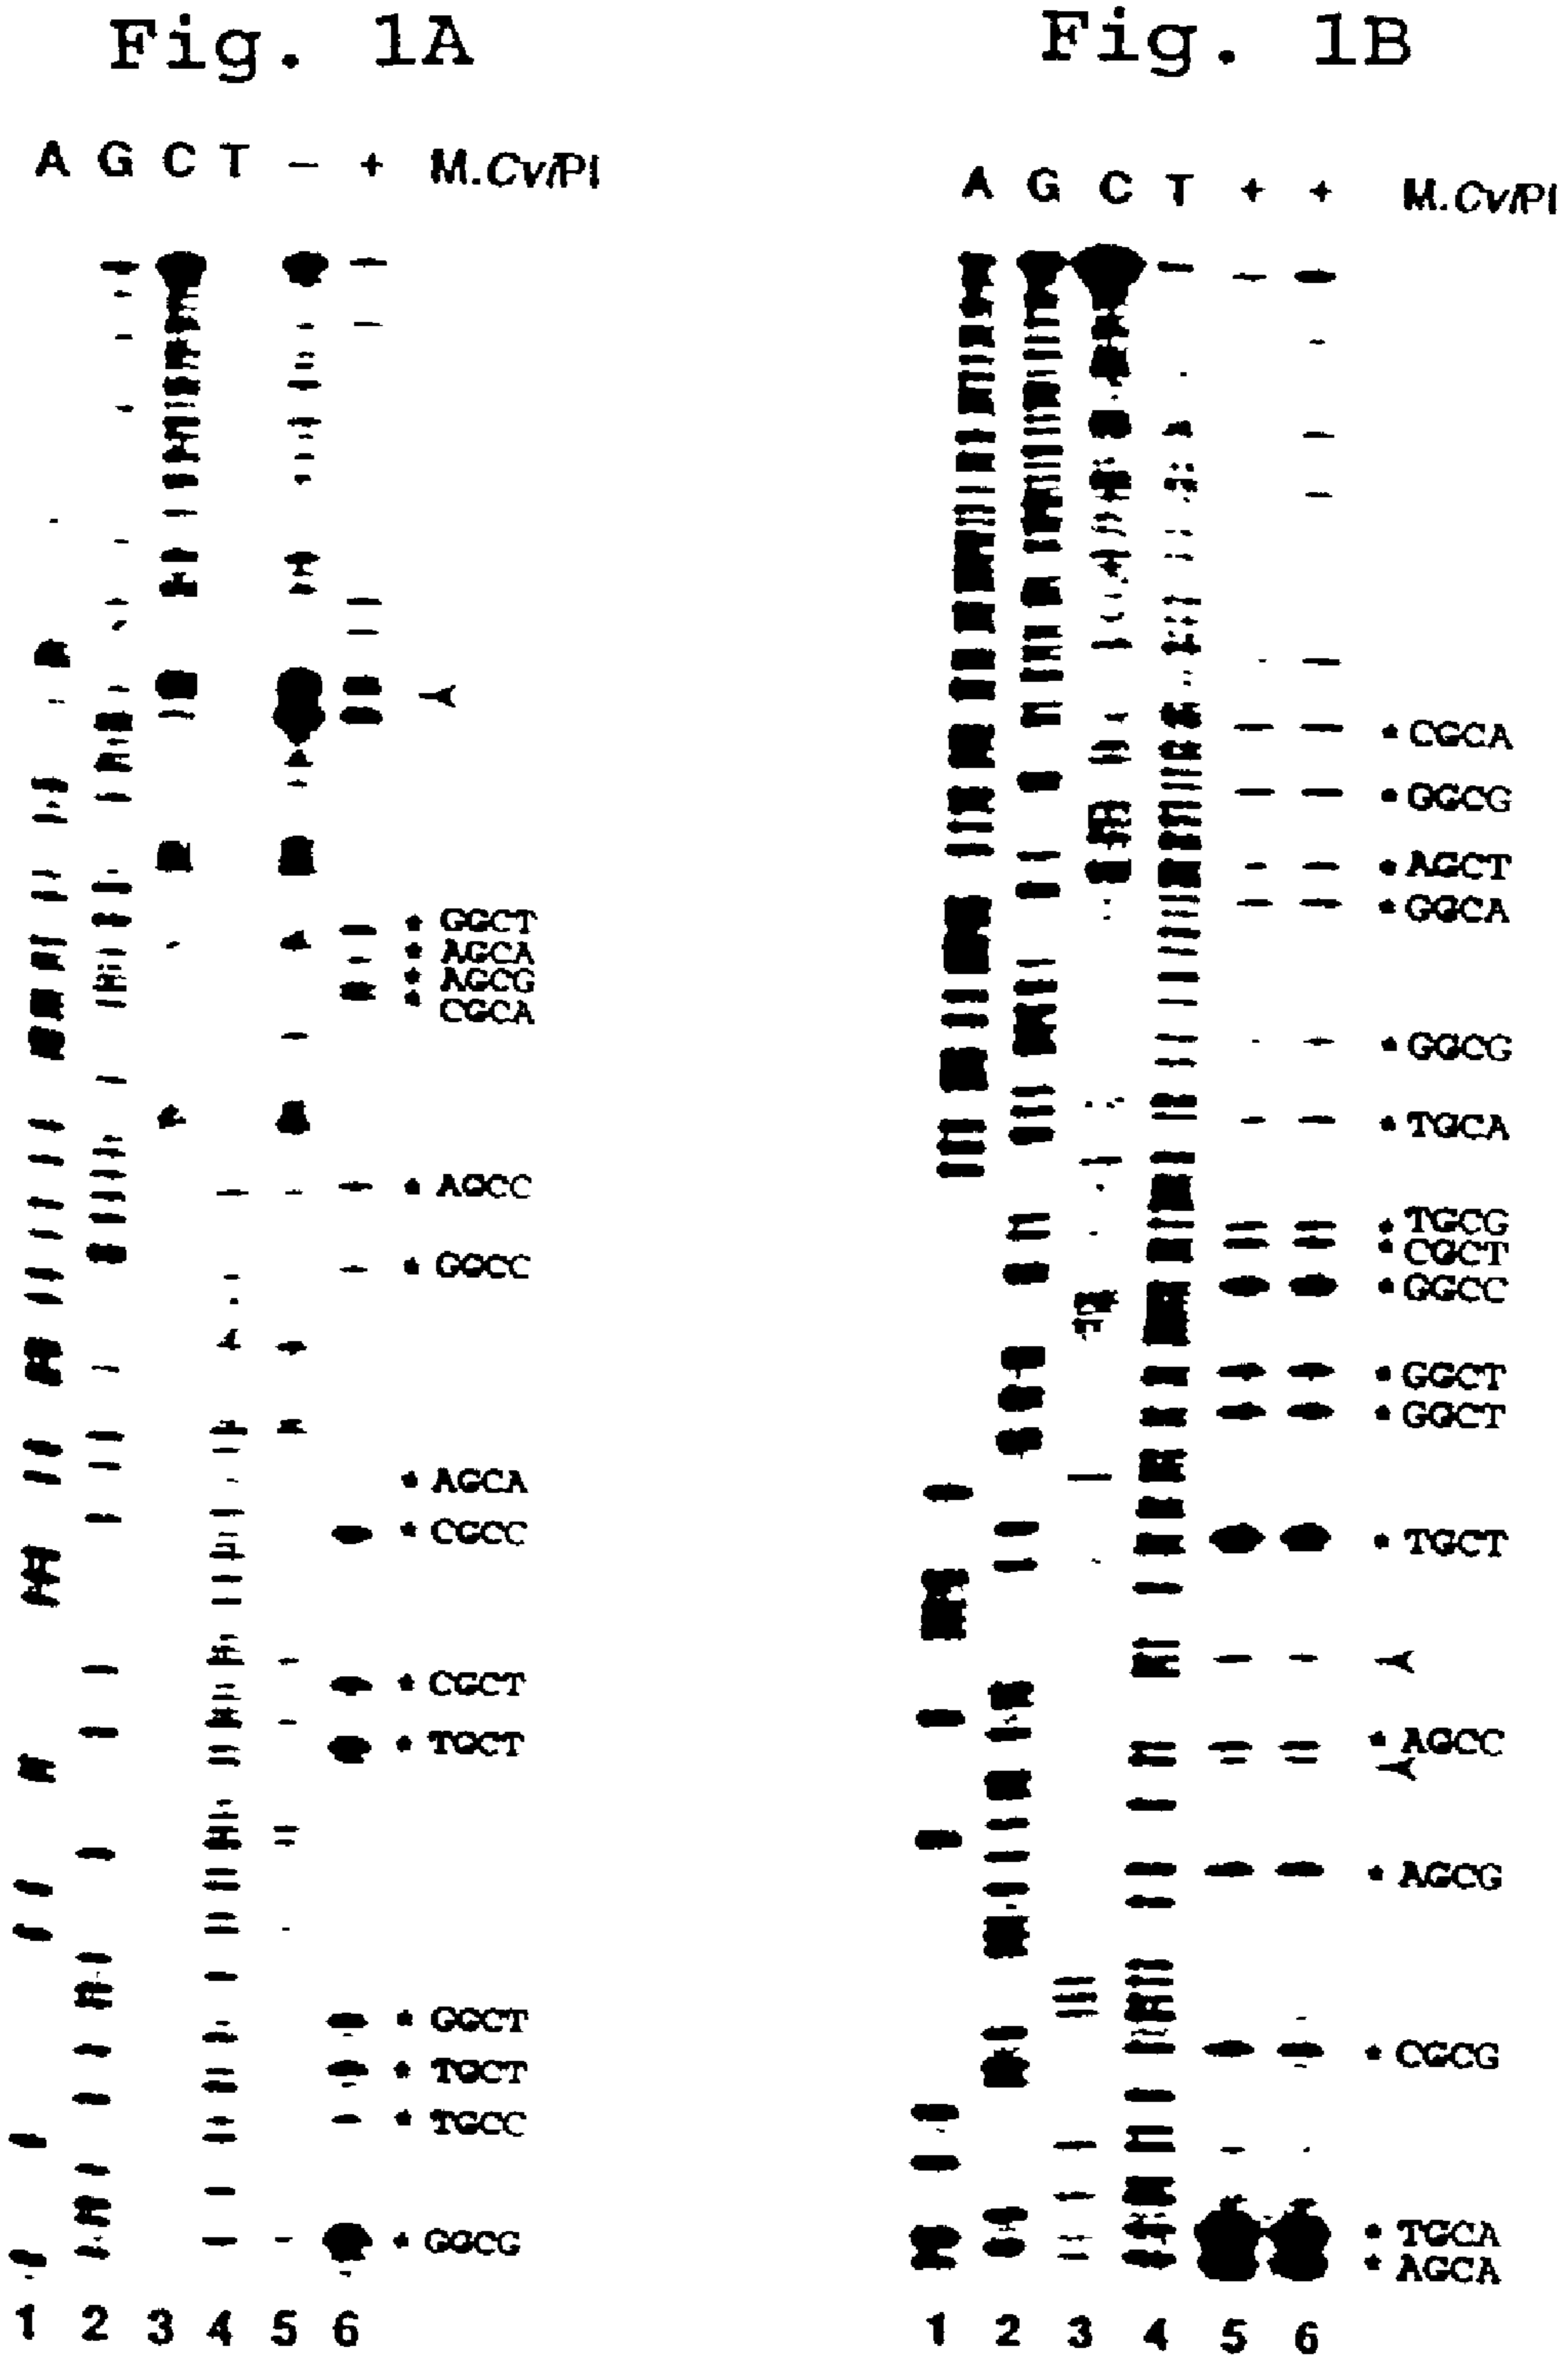 Fig. 1A
A G C T – + M.CviPI
GGCT
AGCA
AGCG
CGCA
AGCC
GGCC
AGCA
CGCC
CGCT
TGCT
GGCT
TGCT
TGCC
GGCG
1 2 3 4 5 6
Fig. 1B
A G C T + + M.CviPI
CGCA
GGCG
AGCT
GGCA
GGCG
TGCA
TGCG
CGCT
GGCC
GGCT
GGCT
TGCT
AGCC
AGCG
CGCG
TGCA
AGCA
1 2 3 4 5 6